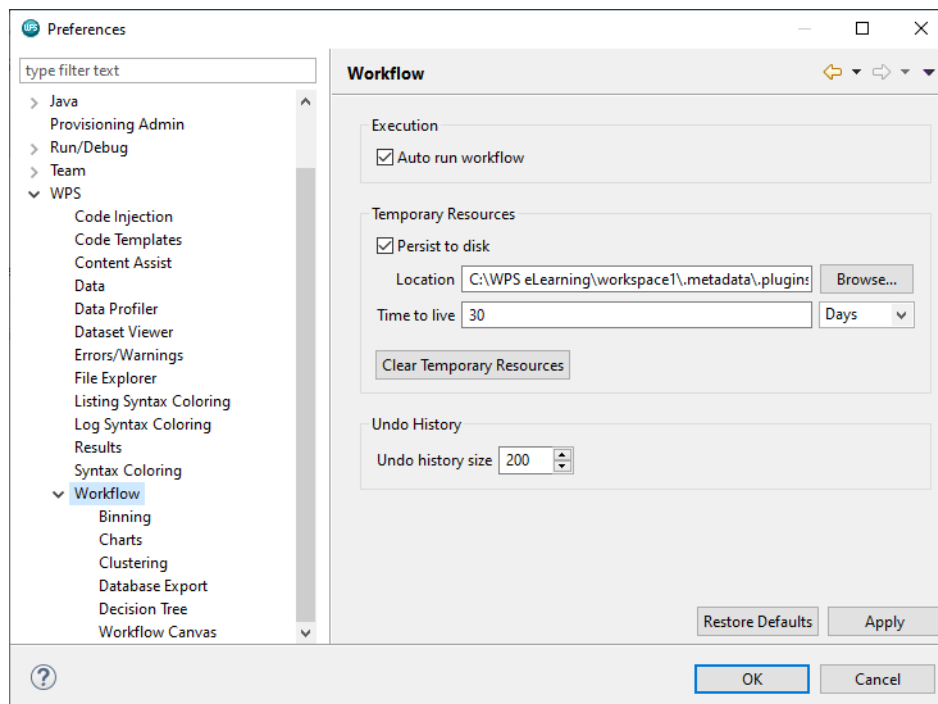 WPS
Preferences
type filter text
Java
Provisioning Admin
Run/Debug
Team
WPS
Code Injection
Code Templates
Content Assist
Data
Data Profiler
Dataset Viewer
Errors/Warnings
File Explorer
Listing Syntax Coloring
Log Syntax Coloring
Results
Syntax Coloring
Workflow
Binning
Charts
Clustering
Database Export
Decision Tree
Workflow Canvas
Workflow
Execution
Auto run workflow
Temporary Resources
Persist to disk
Location C:\WPS eLearning\workspace1\.metadata\.plugins Browse...
Time to live 30 Days
Clear Temporary Resources
Undo History
Undo history size 200
Restore Defaults Apply
? OK Cancel